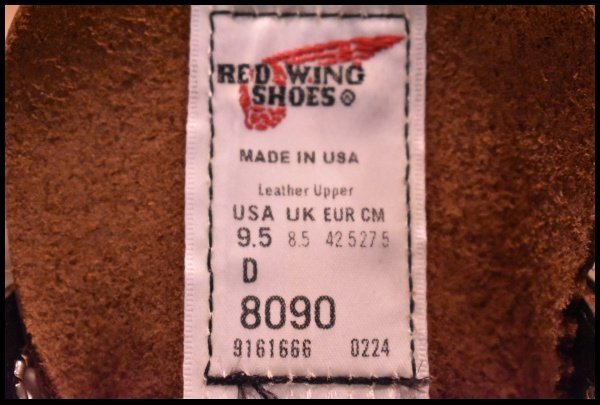 RED WING
SHOES®
MADE IN USA
Leather Upper
USA UK EUR CM
9.5 8.5 42.5 27.5
D
8090
9161666 0224